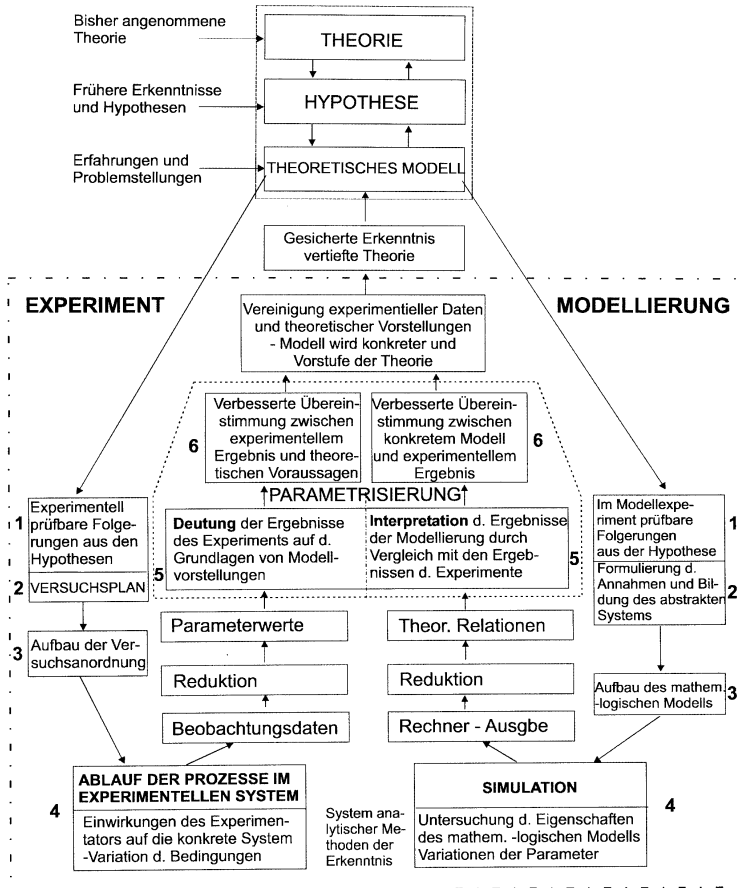 Bisher angenommene
Theorie
THEORIE
Frühere Erkenntnisse
und Hypothesen
HYPOTHESE
Erfahrungen und
Problemstellungen
THEORETISCHES MODELL
Gesicherte Erkenntnis
vertiefte Theorie
EXPERIMENT
MODELLIERUNG
Vereinigung experimentieller Daten
und theoretischer Vorstellungen
- Modell wird konkreter und
Vorstufe der Theorie
6
Verbesserte Überein-
stimmung zwischen
experimentellem
Ergebnis und theore-
tischen Voraussagen
Verbesserte Überein-
stimmung zwischen
konkretem Modell
und experimentellem
Ergebnis
6
PARAMETRISIERUNG
1
Experimentell
prüfbare Folge-
rungen aus den
Hypothesen
2
VERSUCHSPLAN
5
Deutung der Ergebnisse
des Experiments auf d.
Grundlagen von Modell-
vorstellungen
Interpretation d. Ergebnisse
der Modellierung durch
Vergleich mit den Ergeb-
nissen d. Experimente
5
Im Modellexpe-
riment prüfbare
Folgerungen
aus der Hypothese
1
Formulierung d.
Annahmen und Bil-
dung des abstrakten
Systems
2
3
Aufbau der Ver-
suchsanordnung
Parameterwerte
Theor. Relationen
Reduktion
Reduktion
Aufbau des mathem.
-logischen Modells
3
Beobachtungsdaten
Rechner - Ausgbe
4
ABLAUF DER PROZESSE IM
EXPERIMENTELLEN SYSTEM
Einwirkungen des Experimen-
tators auf die konkrete System
-Variation d. Bedingungen
System ana-
lytischer Me-
thoden der
Erkenntnis
SIMULATION
Untersuchung d. Eigenschaften
des mathem. -logischen Modells
Variationen der Parameter
4